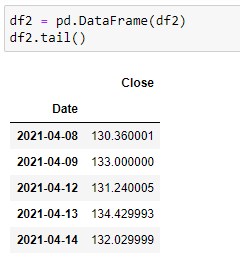 df2 = pd.DataFrame(df2)
df2.tail()
Close
Date
2021-04-08 130.360001
2021-04-09 133.000000
2021-04-12 131.240005
2021-04-13 134.429993
2021-04-14 132.029999